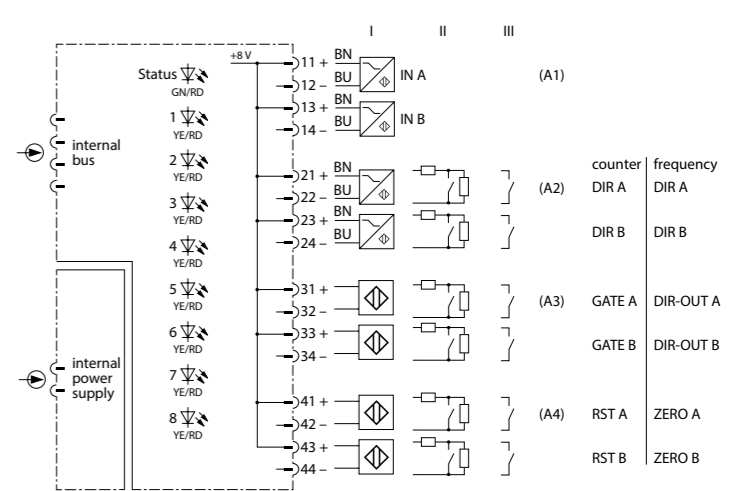 I II III
+8 V
Status
GN/RD
1
YE/RD
2
YE/RD
3
YE/RD
4
YE/RD
5
YE/RD
6
YE/RD
7
YE/RD
8
YE/RD
internal
bus
internal
power
supply
11 + BN
12 – BU
IN A
(A1)
13 + BN
14 – BU
IN B
counter frequency
21 + BN
22 – BU
(A2)
DIR A DIR A
23 + BN
24 – BU
DIR B DIR B
31 +
32 –
(A3)
GATE A DIR-OUT A
33 +
34 –
GATE B DIR-OUT B
41 +
42 –
(A4)
RST A ZERO A
43 +
44 –
RST B ZERO B